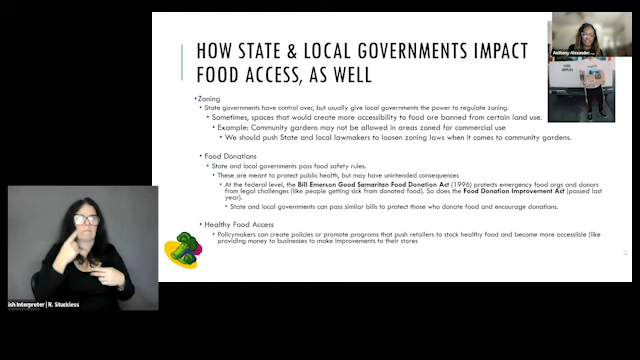 HOW STATE & LOCAL GOVERNMENTS IMPACT
FOOD ACCESS, AS WELL
•Zoning
• State governments have control over, but usually give local governments the power to regulate zoning.
• Sometimes, spaces that would create more accessibility to food are banned from certain land use.
• Example: Community gardens may not be allowed in areas zoned for commercial use
• We should push State and local lawmakers to loosen zoning laws when it comes to community gardens.
• Food Donations
• State and local governments pass food safety rules.
• These are meant to protect public health, but may have unintended consequences
• At the federal level, the Bill Emerson Good Samaritan Food Donation Act (1996) protects emergency food orgs and donors
from legal challenges (like people getting sick from donated food). So does the Food Donation Improvement Act (passed last
year).
• State and local governments can pass similar bills to protect those who donate food and encourage donations.
• Healthy Food Access
• Policymakers can create policies or promote programs that push retailers to stock healthy food and become more accessible (like
providing money to businesses to make improvements to their stores
Anthony Alexander...
ish Interpreter | R. Stuckless